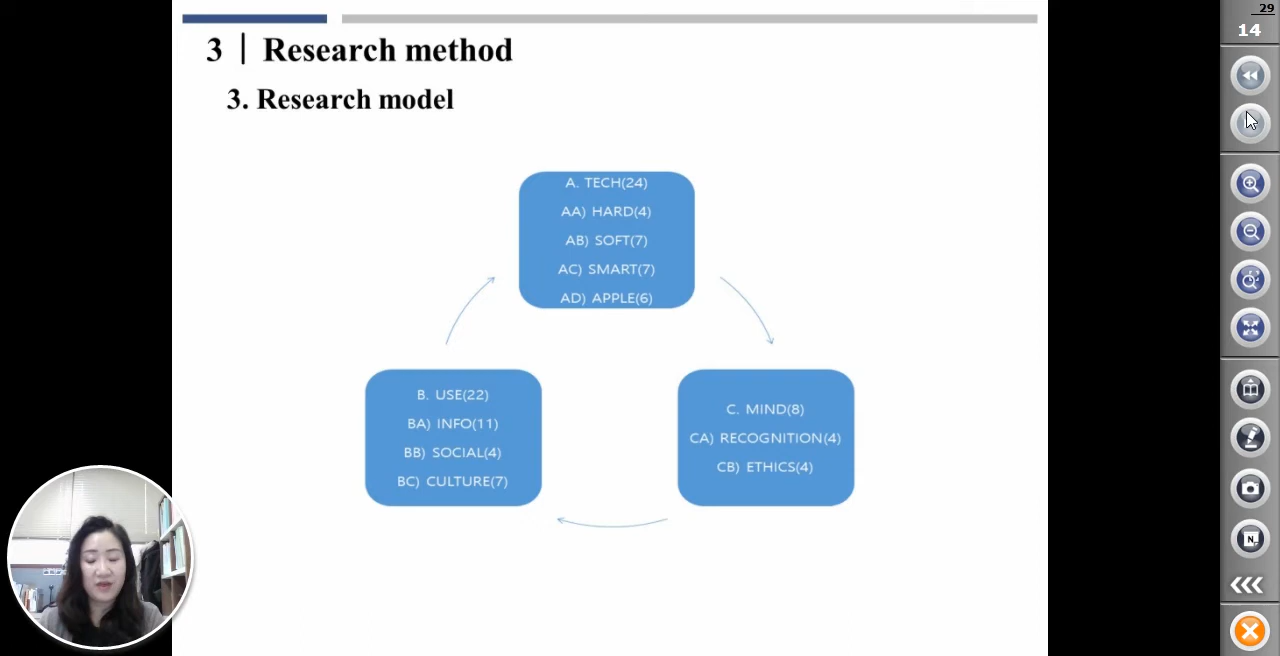 3 | Research method
3. Research model
A. TECH(24)
AA) HARD(4)
AB) SOFT(7)
AC) SMART(7)
AD) APPLE(6)
B. USE(22)
BA) INFO(11)
BB) SOCIAL(4)
BC) CULTURE(7)
C. MIND(8)
CA) RECOGNITION(4)
CB) ETHICS(4)
29
14
N